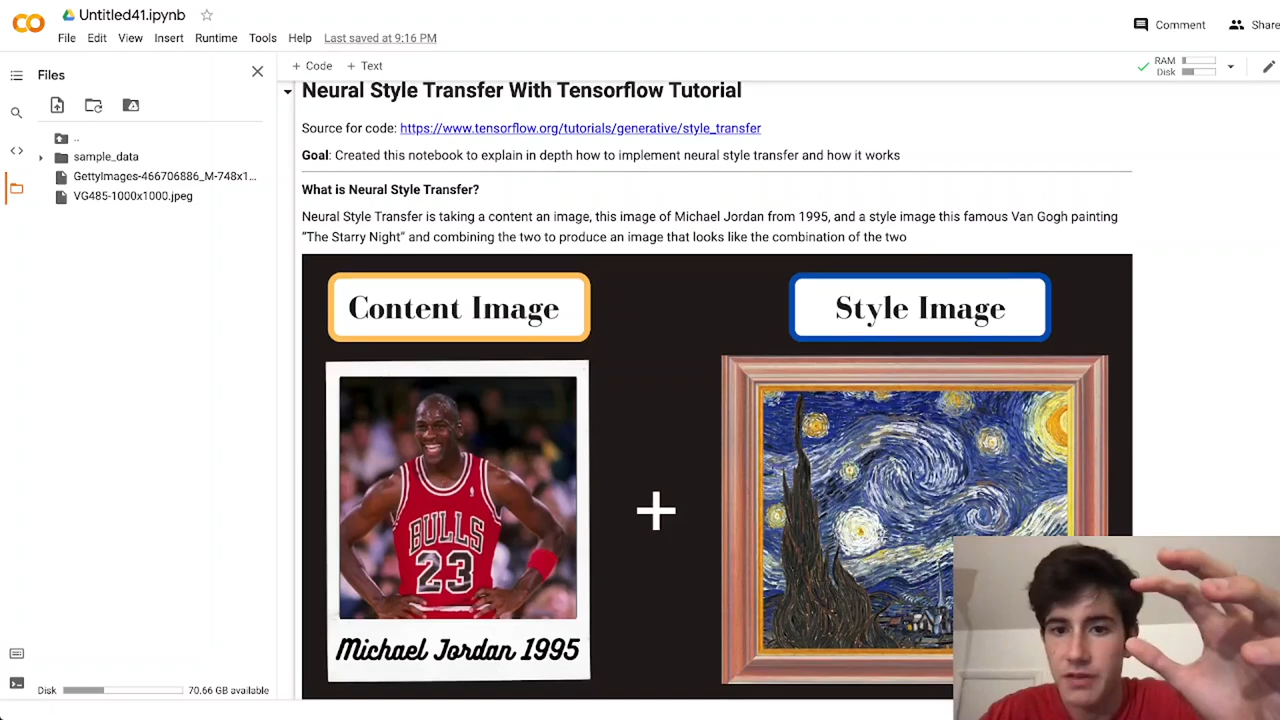 Untitled41.ipynb
Comment
Share
File Edit View Insert Runtime Tools Help Last saved at 9:16 PM
Files
+ Code + Text
RAM
Disk
..
sample_data
GettyImages-466706886_M-748x1...
VG485-1000x1000.jpeg
Neural Style Transfer With Tensorflow Tutorial
Source for code: https://www.tensorflow.org/tutorials/generative/style_transfer
Goal: Created this notebook to explain in depth how to implement neural style transfer and how it works
What is Neural Style Transfer?
Neural Style Transfer is taking a content an image, this image of Michael Jordan from 1995, and a style image this famous Van Gogh painting
"The Starry Night" and combining the two to produce an image that looks like the combination of the two
Content Image
Style Image
+
BULLS
23
Michael Jordan 1995
Disk 70.66 GB available